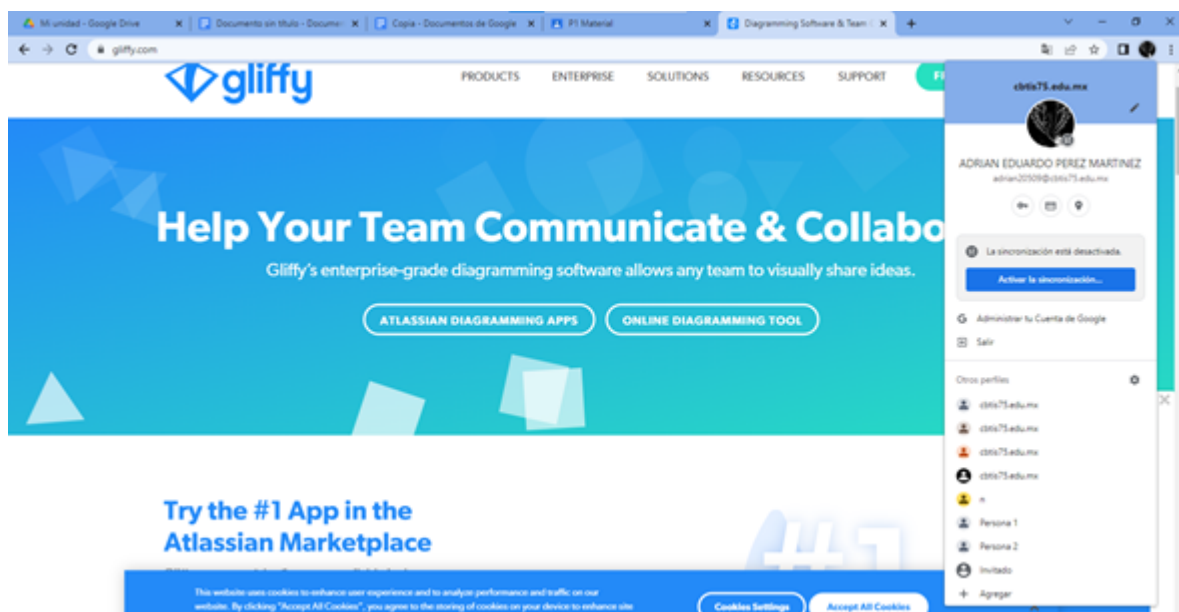 Mi unidad - Google Drive
Documento sin título - Documen
Copia - Documentos de Google
P1 Material
Diagramming Software & Team
gliffy.com
gliffy
PRODUCTS
ENTERPRISE
SOLUTIONS
RESOURCES
SUPPORT
Help Your Team Communicate & Collabo
Gliffy's enterprise-grade diagramming software allows any team to visually share ideas.
ATLASSIAN DIAGRAMMING APPS
ONLINE DIAGRAMMING TOOL
Try the #1 App in the
Atlassian Marketplace
#1
This website uses cookies to enhance user experience and to analyze performance and traffic on our
website. By clicking "Accept All Cookies", you agree to the storing of cookies on your device to enhance site
Cookies Settings
Accept All Cookies
cbtis75.edu.mx
ADRIAN EDUARDO PEREZ MARTINEZ
adrian20509@cbtis75.edu.mx
La sincronización está desactivada.
Activar la sincronización...
Administrar tu Cuenta de Google
Salir
Otros perfiles
cbtis75.edu.mx
cbtis75.edu.mx
cbtis75.edu.mx
cbtis75.edu.mx
n
Persona 1
Persona 2
Invitado
Agregar